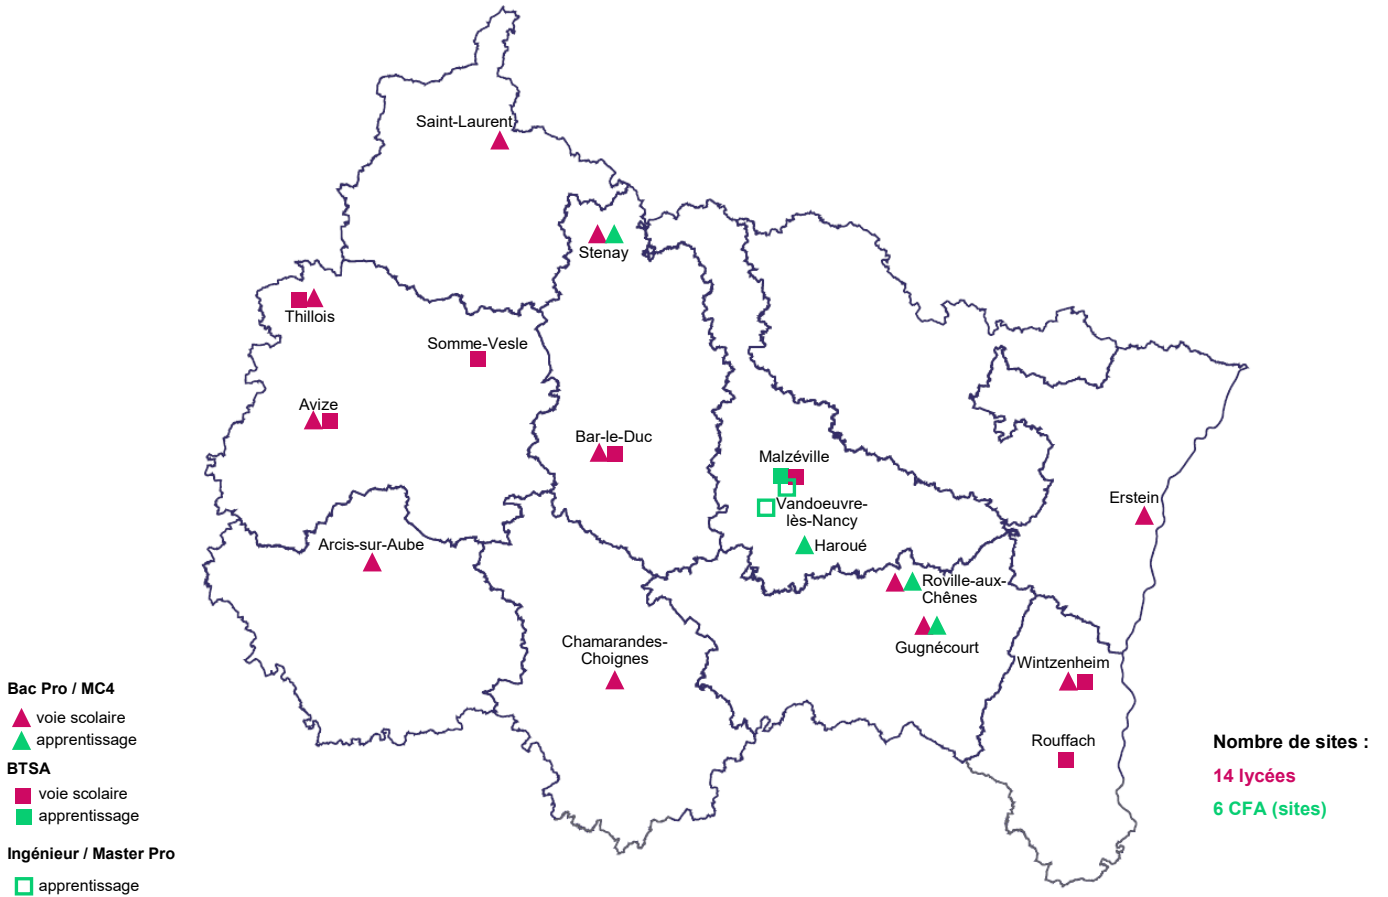 Saint-Laurent
Stenay
Thillois
Somme-Vesle
Avize
Bar-le-Duc
Malzéville
Vandoeuvre-
lès-Nancy
Haroué
Erstein
Arcis-sur-Aube
Roville-aux-
Chênes
Gugnécourt
Chamarandes-
Choignes
Wintzenheim
Rouffach
Bac Pro / MC4
voie scolaire
apprentissage
BTSA
voie scolaire
apprentissage
Ingénieur / Master Pro
apprentissage
Nombre de sites :
14 lycées
6 CFA (sites)